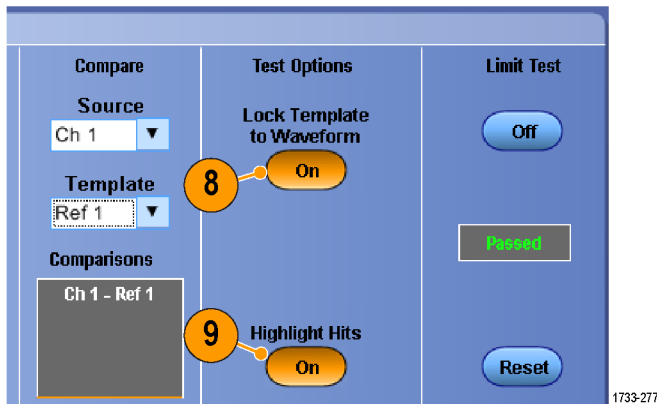 Compare
Source
Ch 1
Template
Ref 1
Comparisons
Ch 1 - Ref 1
Test Options
Lock Template
to Waveform
8
On
9
Highlight Hits
On
Limit Test
Off
Passed
Reset
1733-277